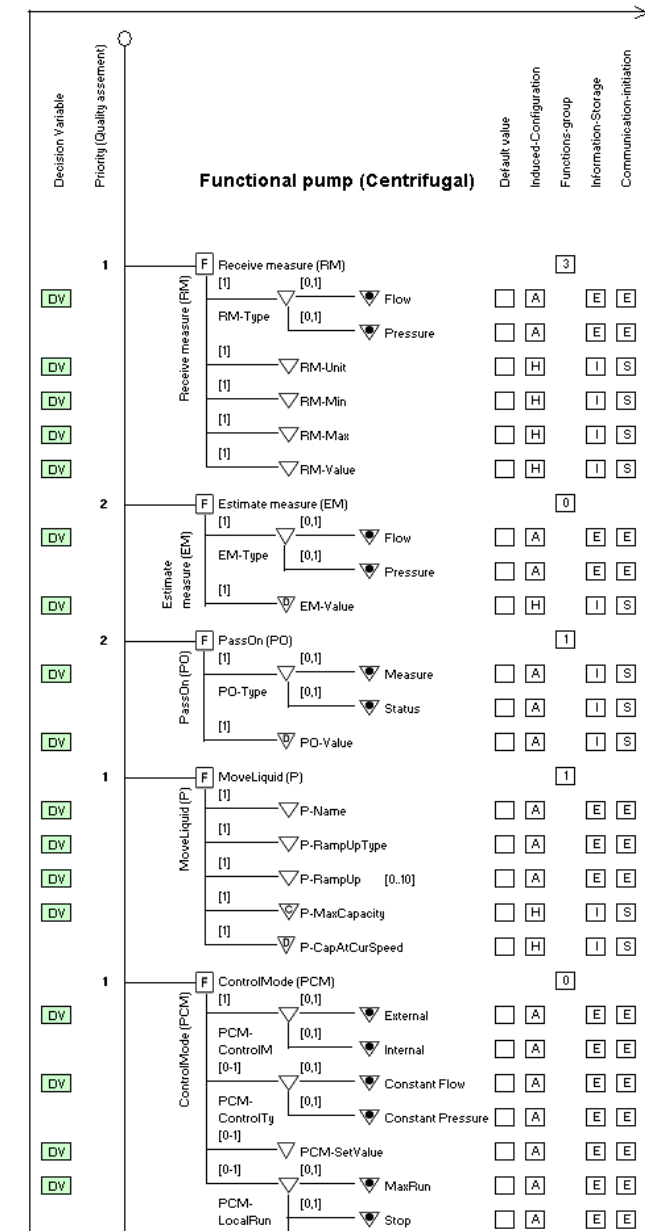 Decision Variable
Priority (Quality assement)
Functional pump (Centrifugal)
Default value
Induced-Configuration
Functions-group
Information-Storage
Communication-initiation
1 F Receive measure (RM) 3
Receive measure (RM)
[1] [0,1]
DV Flow A E E
RM-Type [0,1]
Pressure A E E
[1]
DV RM-Unit H I S
[1]
DV RM-Min H I S
[1]
DV RM-Max H I S
[1]
DV RM-Value H I S
2 F Estimate measure (EM) 0
Estimate
measure (EM)
[1] [0,1]
DV Flow A E E
EM-Type [0,1]
Pressure A E E
[1]
DV D EM-Value H I S
2 F PassOn (PO) 1
PassOn (PO)
[1] [0,1]
DV Measure A I S
PO-Type [0,1]
Status A I S
[1]
DV D PO-Value A I S
1 F MoveLiquid (P) 1
MoveLiquid (P)
[1]
DV P-Name A E E
[1]
DV P-RampUpType A E E
[1]
DV P-RampUp [0..10] A E E
[1]
DV C P-MaxCapacity H I S
[1]
D P-CapAtCurSpeed H I S
1 F ControlMode (PCM) 0
ControlMode (PCM)
[1] [0,1]
DV External A E E
PCM- [0,1]
ControlM Internal A E E
[0-1] [0,1]
DV Constant Flow A E E
PCM- [0,1]
ControlTy Constant Pressure A E E
[0-1]
DV PCM-SetValue A E E
[0-1] [0,1]
DV MaxRun A E E
PCM- [0,1]
LocalRun Stop A E E